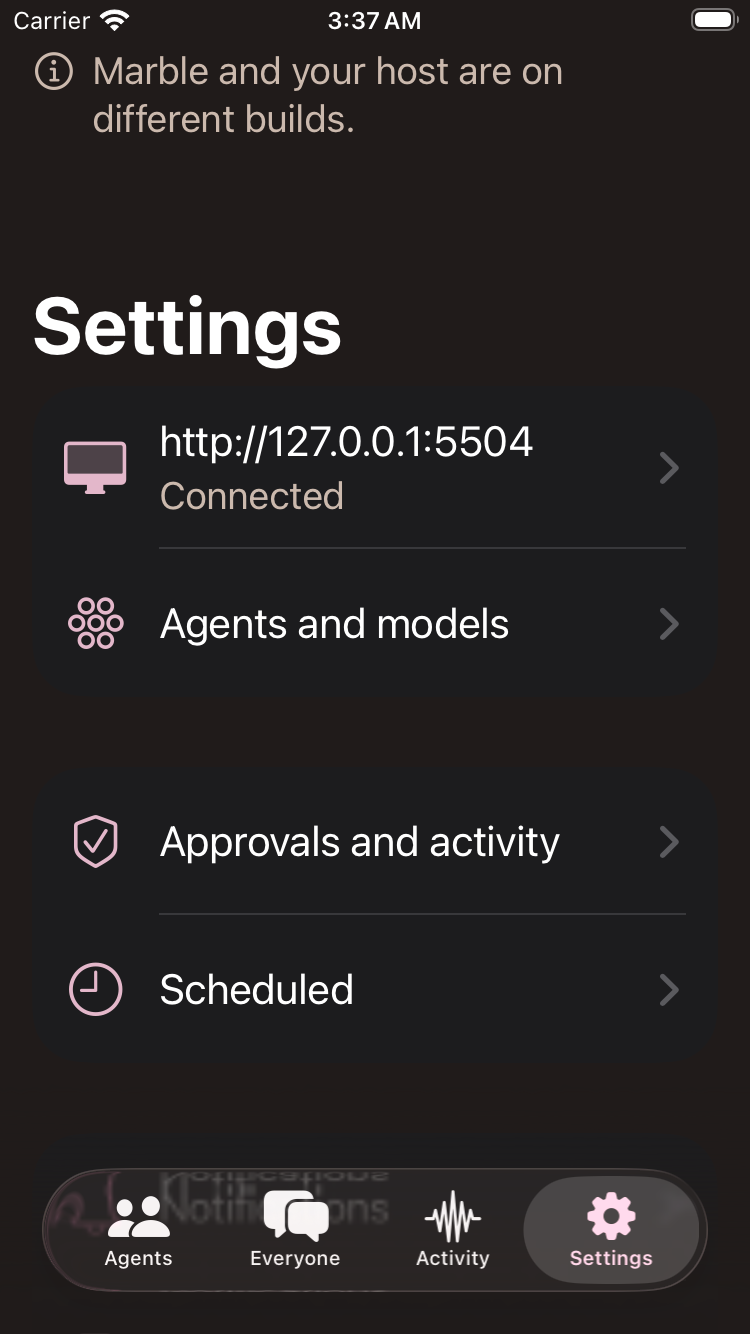 Carrier
3:37 AM
Marble and your host are on
different builds.
Settings
http://127.0.0.1:5504
Connected
Agents and models
Approvals and activity
Scheduled
Notifications
Agents
Everyone
Activity
Settings